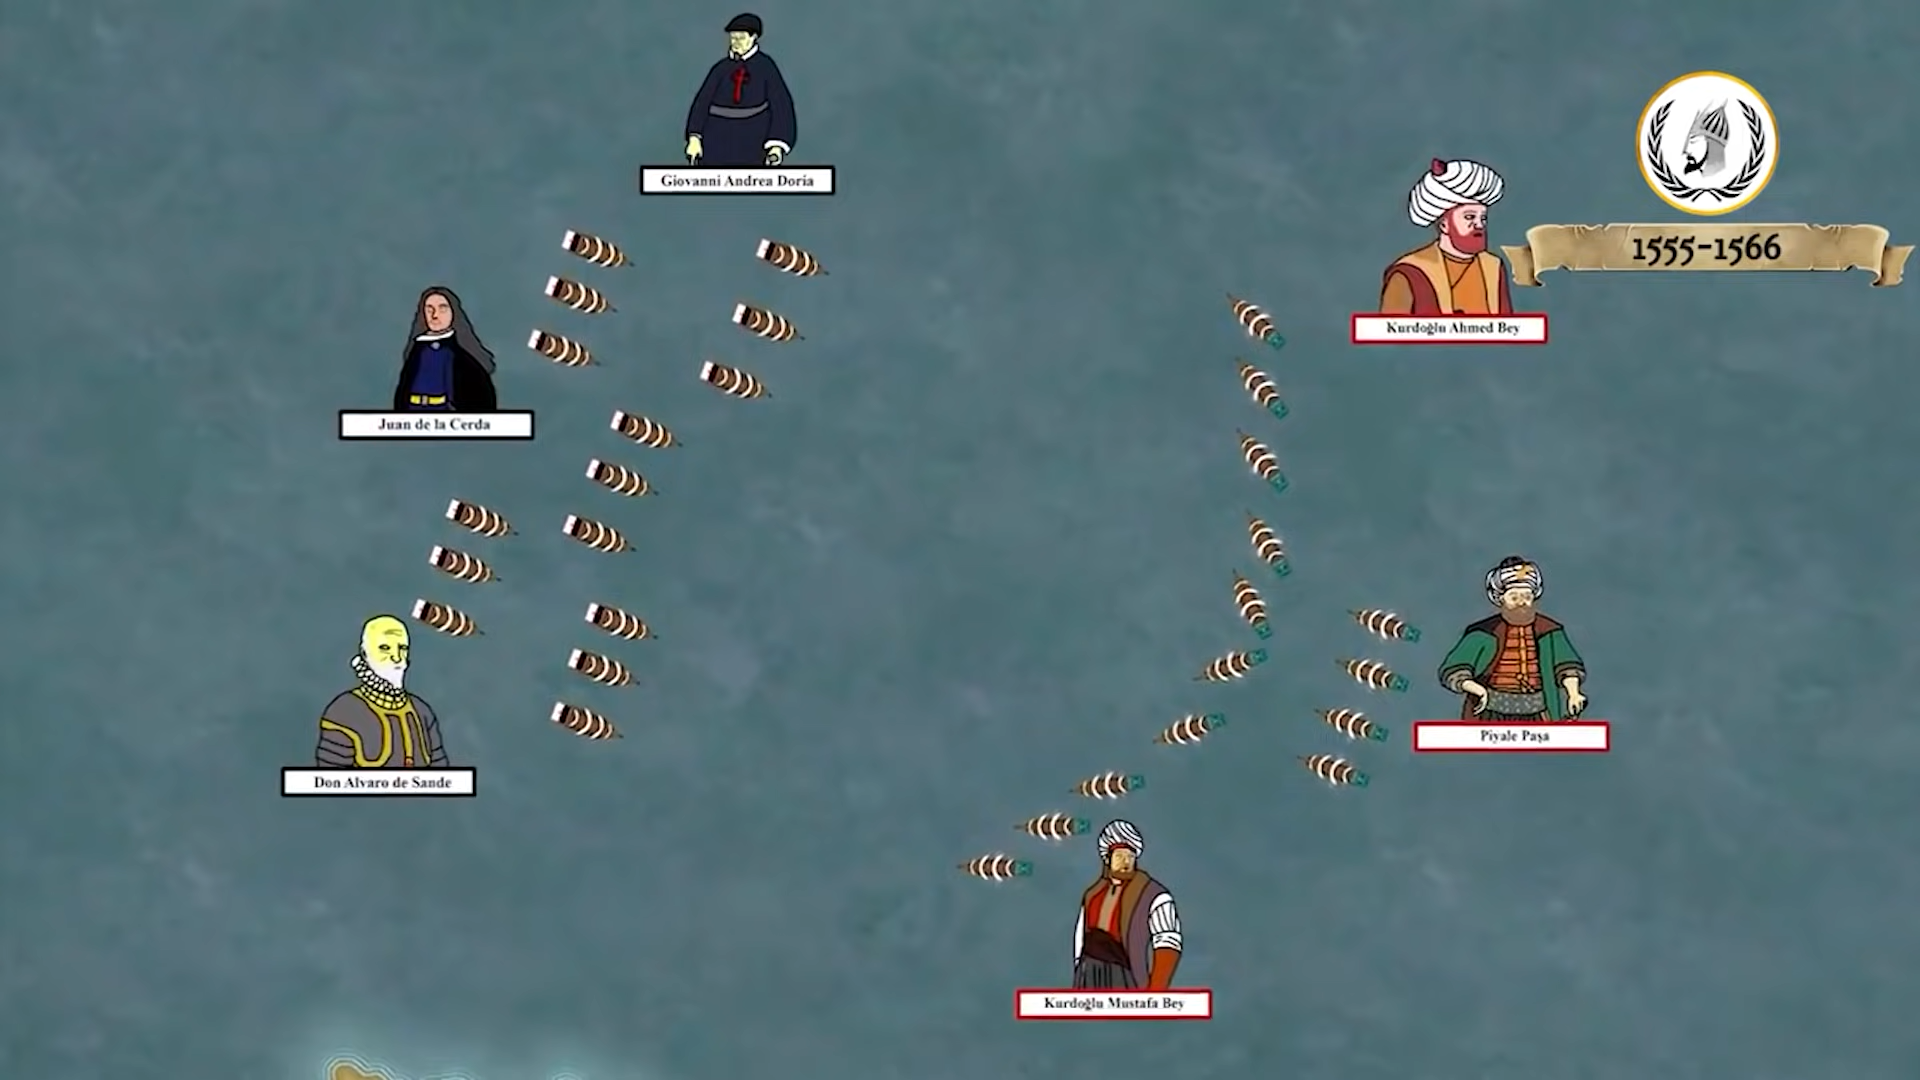 Giovanni Andrea Doria
1555-1566
Kurdoğlu Ahmed Bey
Juan de la Cerda
Piyale Paşa
Don Alvaro de Sande
Kurdoğlu Mustafa Bey